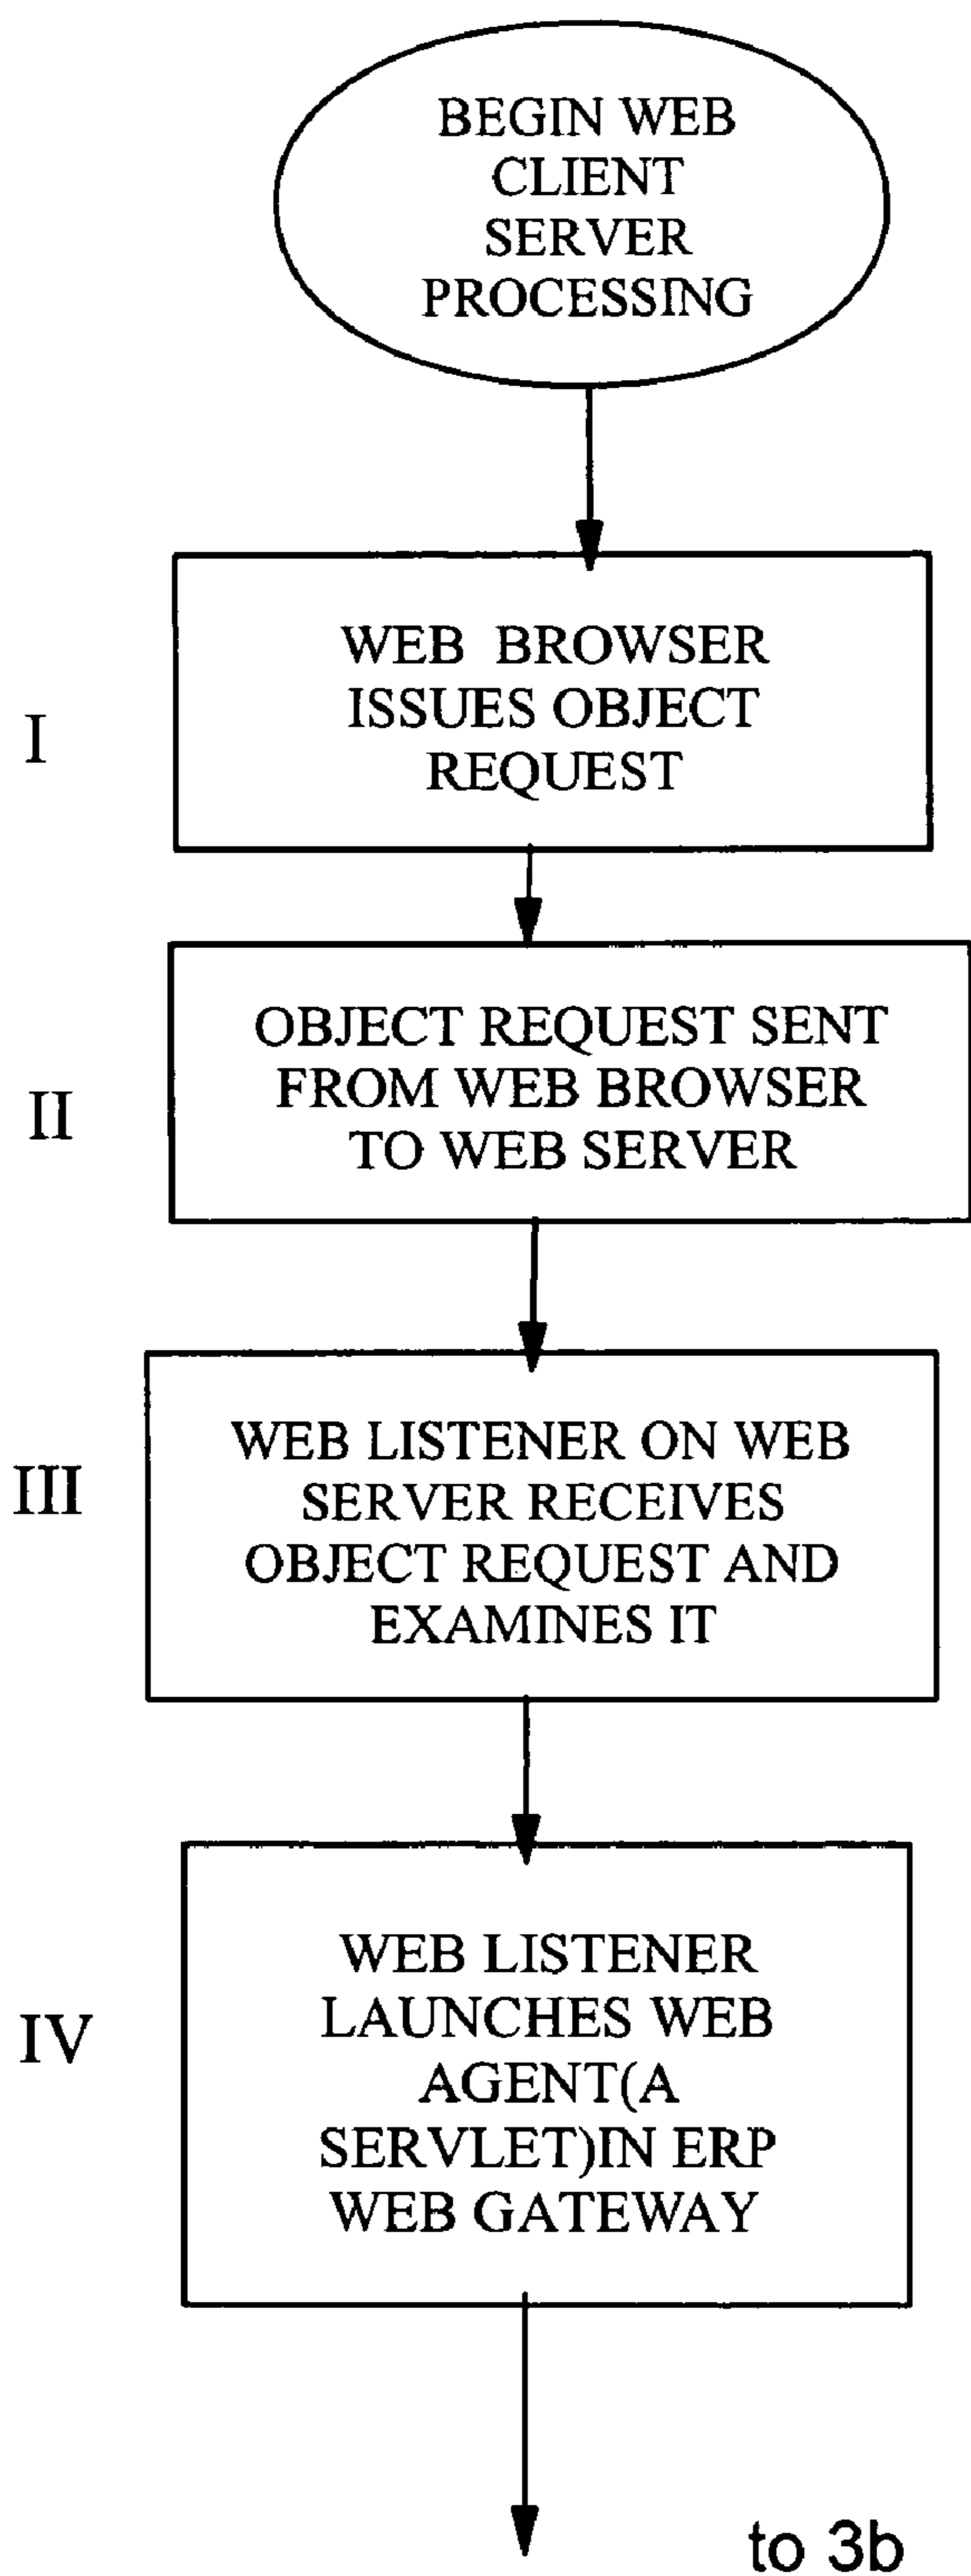 BEGIN WEB
CLIENT
SERVER
PROCESSING
I
WEB BROWSER
ISSUES OBJECT
REQUEST
II
OBJECT REQUEST SENT
FROM WEB BROWSER
TO WEB SERVER
III
WEB LISTENER ON WEB
SERVER RECEIVES
OBJECT REQUEST AND
EXAMINES IT
IV
WEB LISTENER
LAUNCHES WEB
AGENT(A
SERVLET)IN ERP
WEB GATEWAY
to 3b